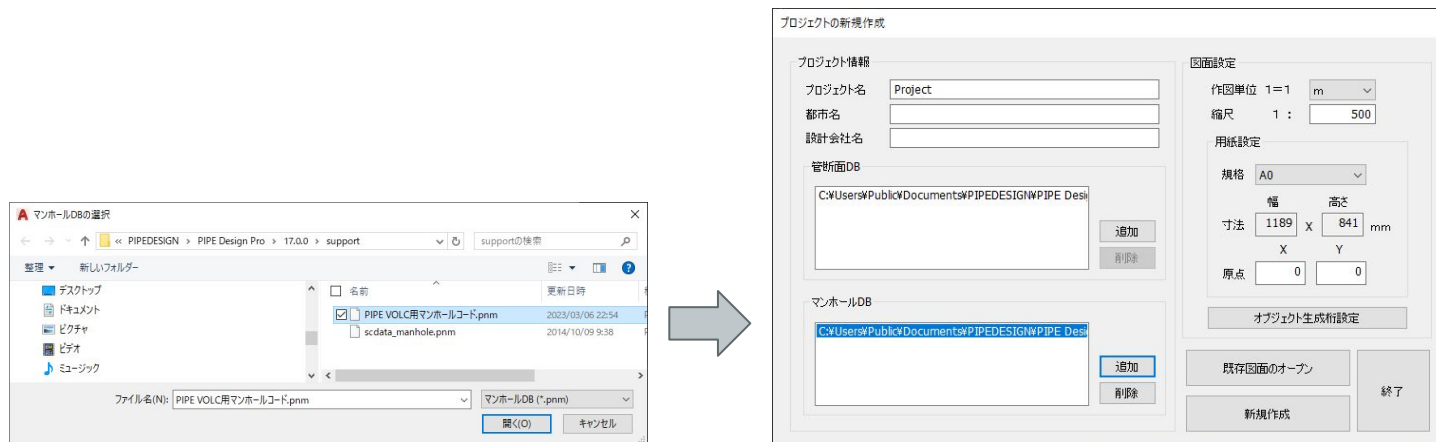 マンホールDBの選択
« PIPEDESIGN › PIPE Design Pro › 17.0.0 › support
supportの検索
整理 新しいフォルダー
デスクトップ
ドキュメント
ピクチャ
ビデオ
ミュージック
名前 更新日時
PIPE VOLC用マンホールコード.pnm 2023/03/06 22:54
scdata_manhole.pnm 2014/10/09 9:38
ファイル名(N): PIPE VOLC用マンホールコード.pnm マンホールDB (*.pnm)
開く(O) キャンセル
プロジェクトの新規作成
プロジェクト情報
プロジェクト名 Project
都市名
設計会社名
管断面DB
C:¥Users¥Public¥Documents¥PIPEDESIGN¥PIPE Desi
追加
削除
マンホールDB
C:¥Users¥Public¥Documents¥PIPEDESIGN¥PIPE Desi
追加
削除
図面設定
作図単位 1=1 m
縮尺 1 : 500
用紙設定
規格 A0
幅 高さ
寸法 1189 X 841 mm
X Y
原点 0 0
オブジェクト生成桁設定
既存図面のオープン
新規作成
終了